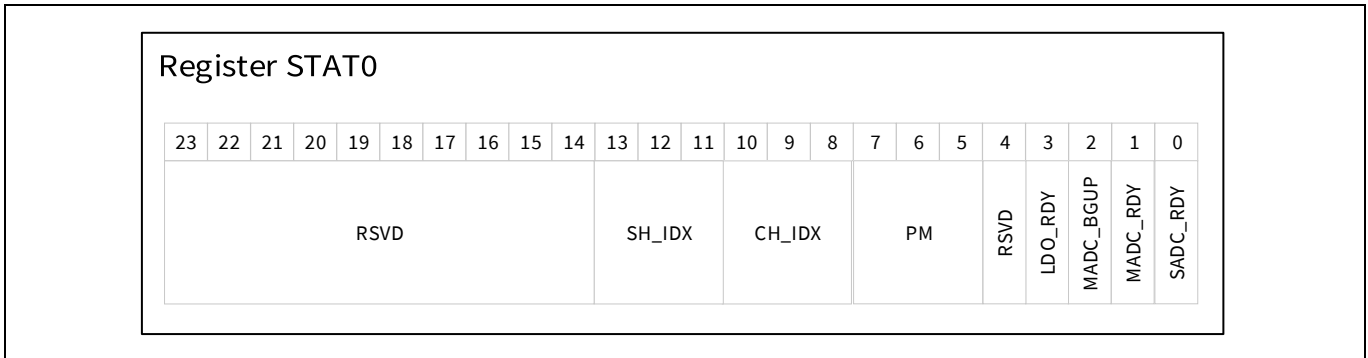 Register STAT0
23 22 21 20 19 18 17 16 15 14 13 12 11 10 9 8 7 6 5 4 3 2 1 0
RSVD SH_IDX CH_IDX PM RSVD LDO_RDY MADC_BGUP MADC_RDY SADC_RDY